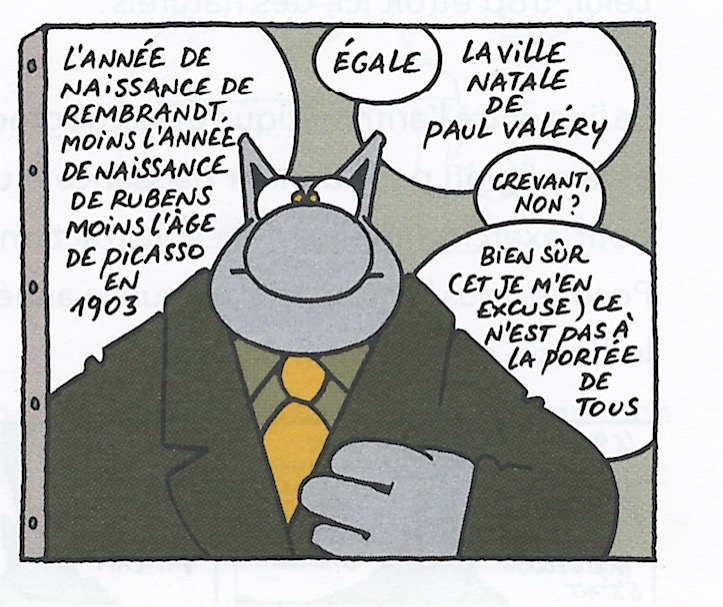 L'ANNÉE DE
NAISSANCE DE
REMBRANDT,
MOINS L'ANNÉE
DE NAISSANCE
DE RUBENS
MOINS L'ÂGE
DE PICASSO
EN
1903
ÉGALE
LA VILLE
NATALE
DE
PAUL VALÉRY
CREVANT,
NON ?
BIEN SÛR
(ET JE M'EN
EXCUSE) CE
N'EST PAS À
LA PORTÉE
DE
TOUS